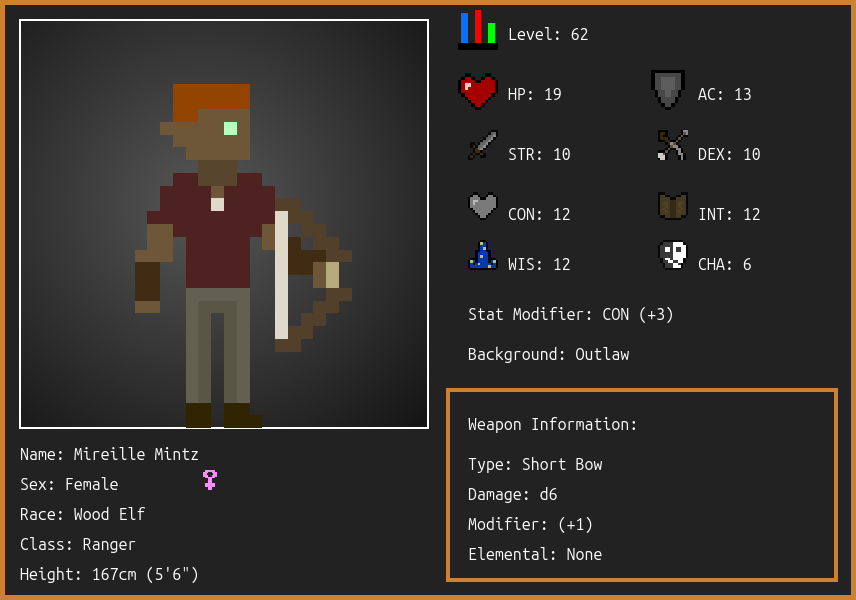 Level: 62
HP: 19
AC: 13
STR: 10
DEX: 10
CON: 12
INT: 12
WIS: 12
CHA: 6
Stat Modifier: CON (+3)
Background: Outlaw
Weapon Information:
Type: Short Bow
Damage: d6
Modifier: (+1)
Elemental: None
Name: Mireille Mintz
Sex: Female
Race: Wood Elf
Class: Ranger
Height: 167cm (5'6")